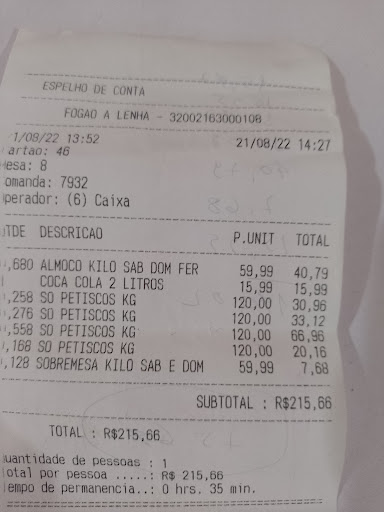 ESPELHO DE CONTA
FOGAO A LENHA - 32002163000108
1/08/22 13:52 21/08/22 14:27
artao: 46
esa: 8
omanda: 7932
perador: (6) Caixa
TDE DESCRICAO P.UNIT TOTAL
,680 ALMOCO KILO SAB DOM FER 59,99 40,79
COCA COLA 2 LITROS 15,99 15,99
,258 SO PETISCOS KG 120,00 30,96
,276 SO PETISCOS KG 120,00 33,12
,558 SO PETISCOS KG 120,00 66,96
,168 SO PETISCOS KG 120,00 20,16
,128 SOBREMESA KILO SAB E DOM 59,99 7,68
SUBTOTAL : R$215,66
TOTAL : R$215,66
uantidade de pessoas : 1
otal por pessoa .....: R$ 215,66
empo de permanencia..: 0 hrs. 35 min.